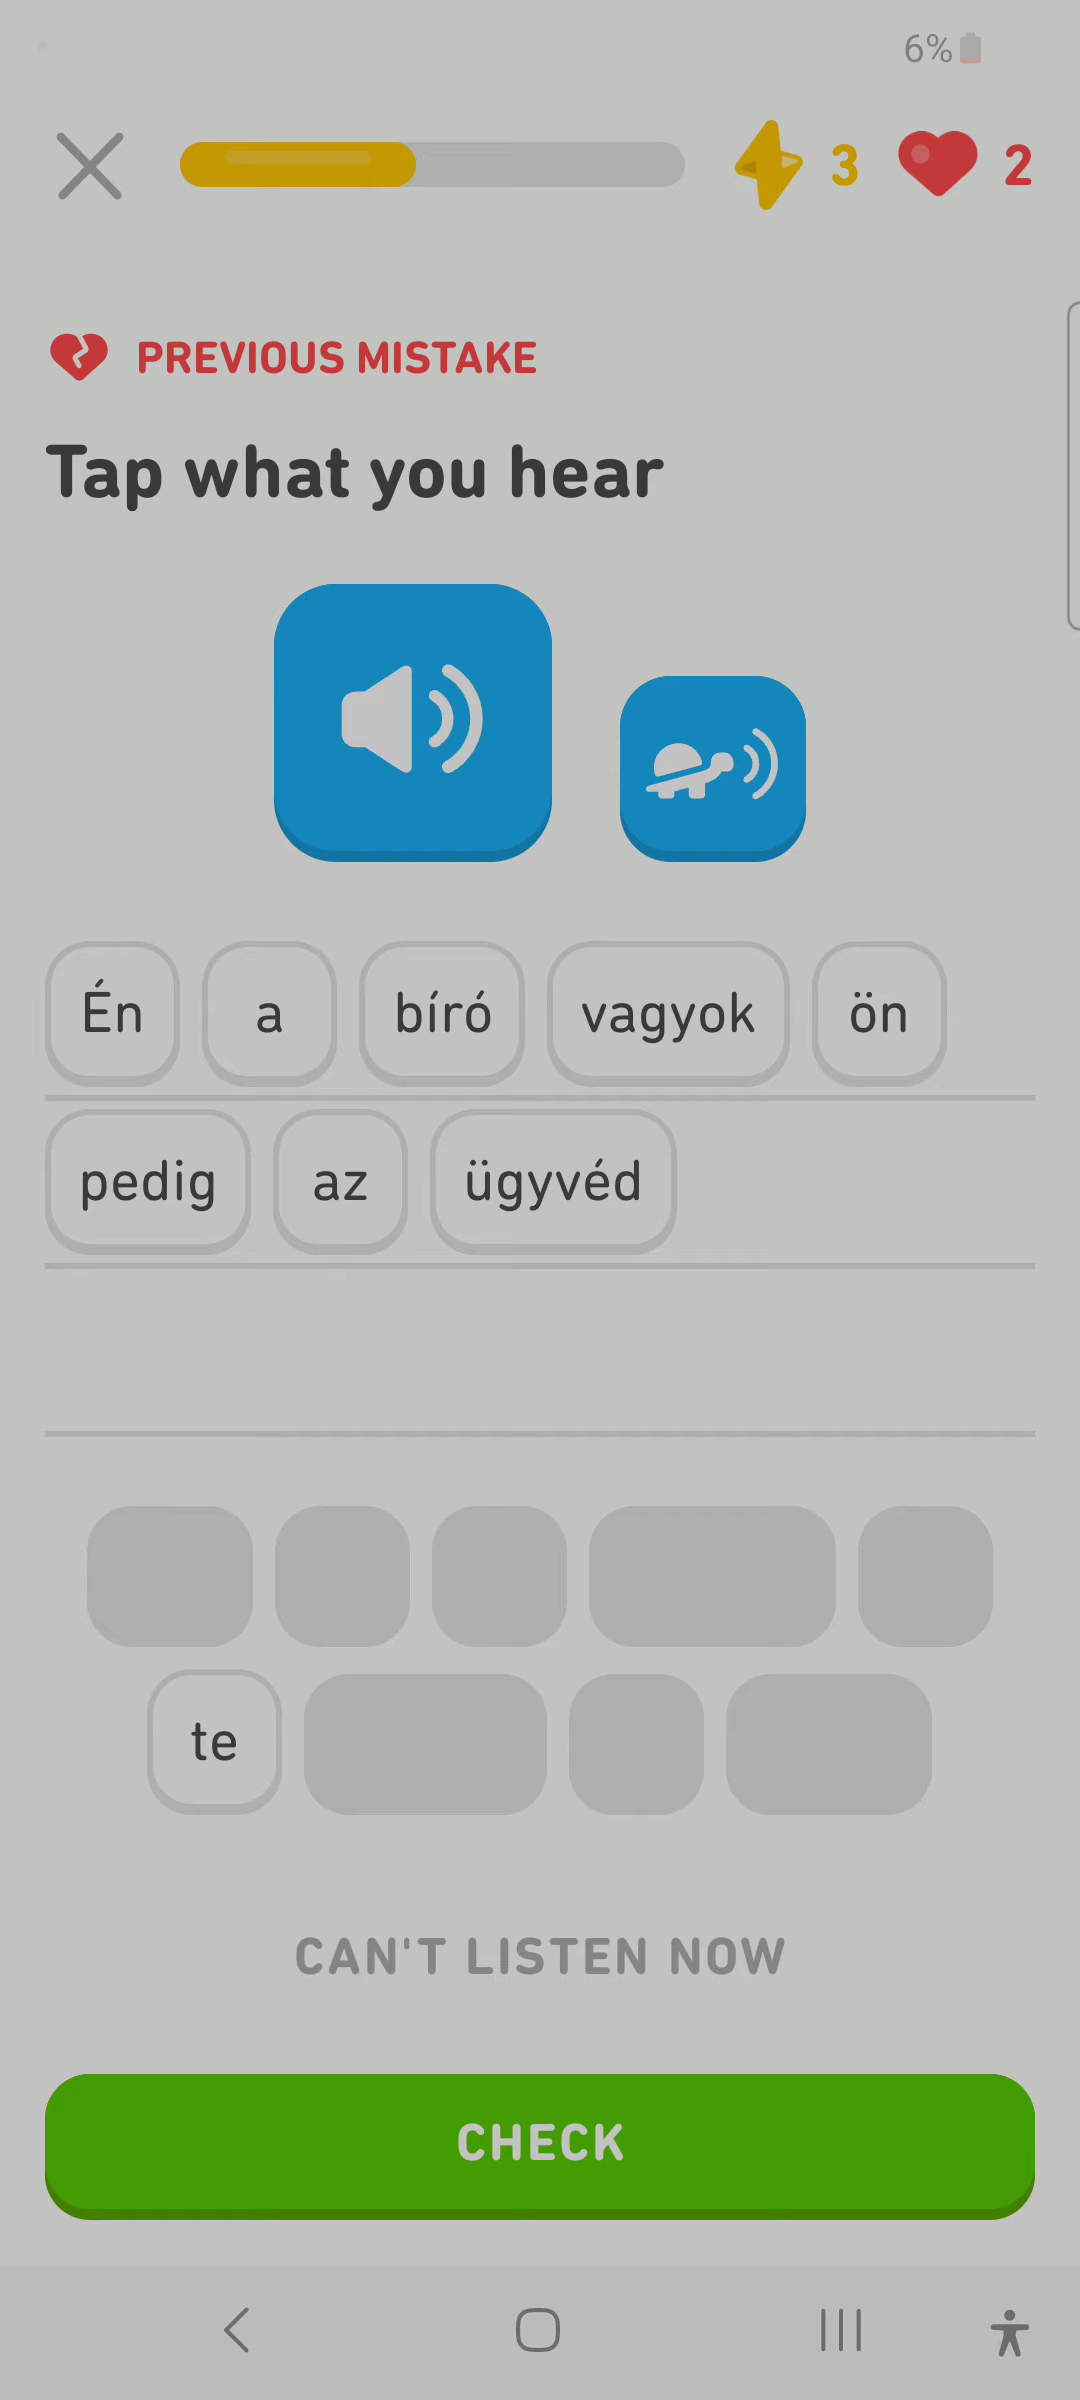 6%
3 2
PREVIOUS MISTAKE
Tap what you hear
Én a bíró vagyok ön
pedig az ügyvéd
te
CAN'T LISTEN NOW
CHECK